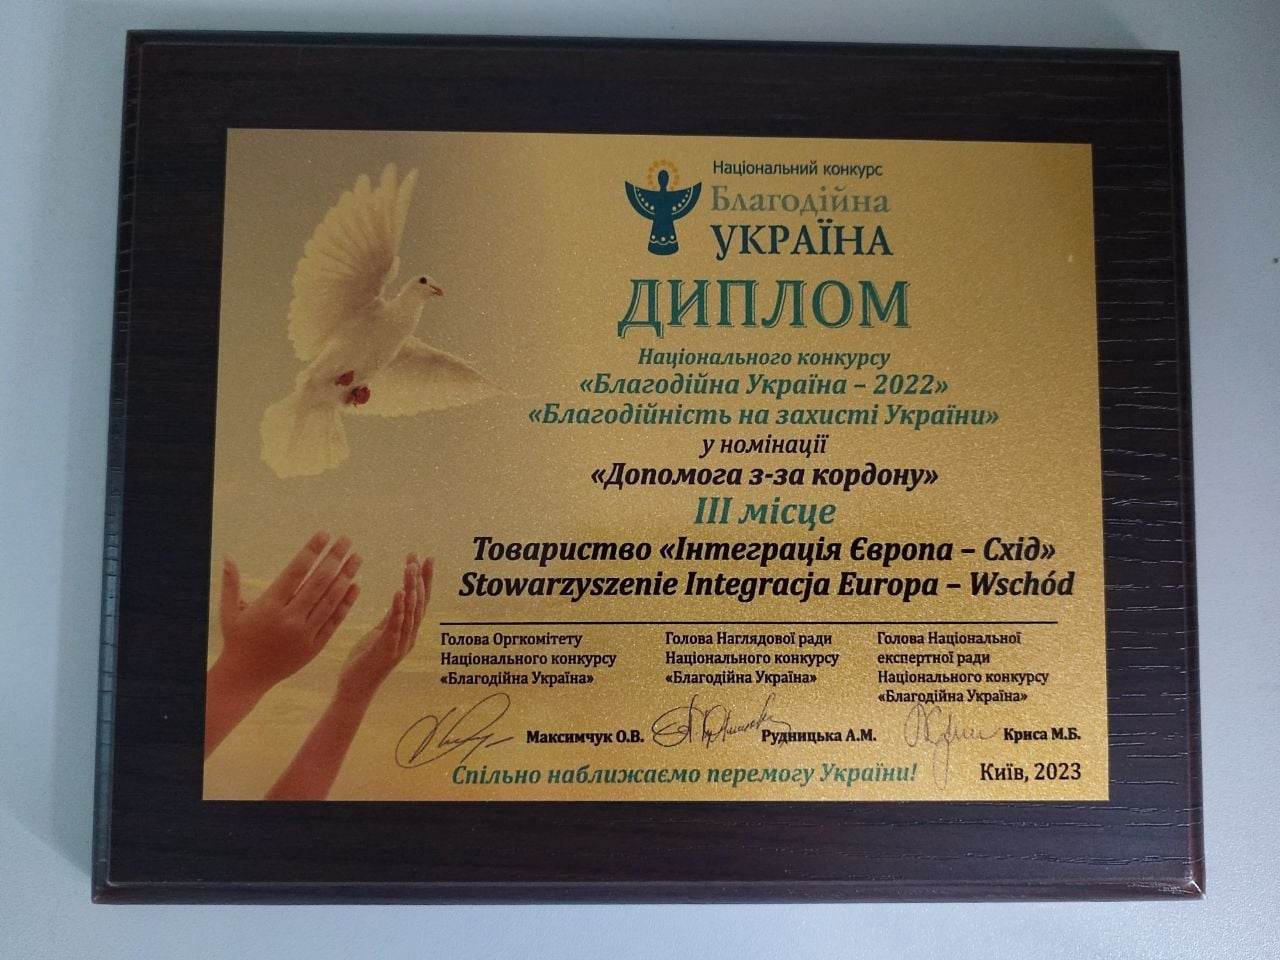 Національний конкурс
Благодійна
УКРАЇНА
ДИПЛОМ
Національного конкурсу
«Благодійна Україна – 2022»
«Благодійність на захисті України»
у номінації
«Допомога з-за кордону»
III місце
Товариство «Інтеграція Європа – Схід»
Stowarzyszenie Integracja Europa – Wschód
Голова Оргкомітету
Національного конкурсу
«Благодійна Україна»
Максимчук О.В.
Голова Наглядової ради
Національного конкурсу
«Благодійна Україна»
Рудницька А.М.
Голова Національної
експертної ради
Національного конкурсу
«Благодійна Україна»
Криса М.Б.
Спільно наближаємо перемогу України!
Київ, 2023